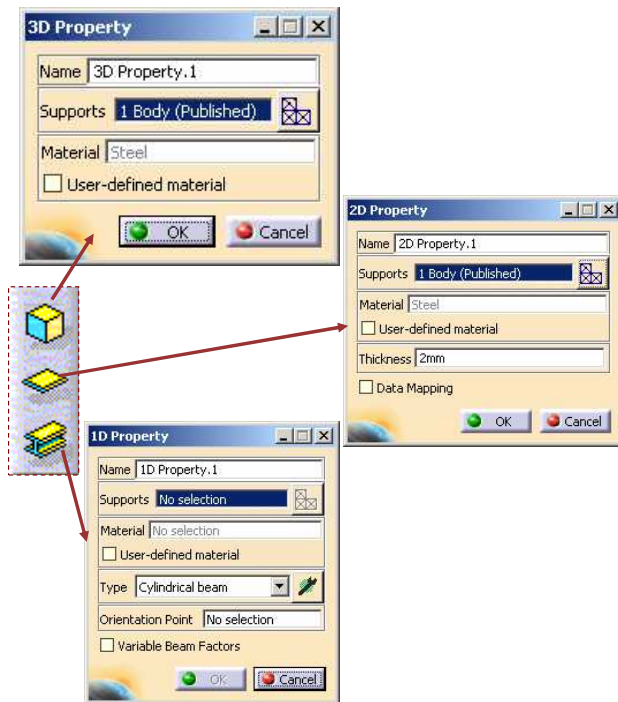 3D Property
Name 3D Property.1
Supports 1 Body (Published)
Material Steel
User-defined material
OK Cancel
2D Property
Name 2D Property.1
Supports 1 Body (Published)
Material Steel
User-defined material
Thickness 2mm
Data Mapping
OK Cancel
1D Property
Name 1D Property.1
Supports No selection
Material No selection
User-defined material
Type Cylindrical beam
Orientation Point No selection
Variable Beam Factors
OK Cancel